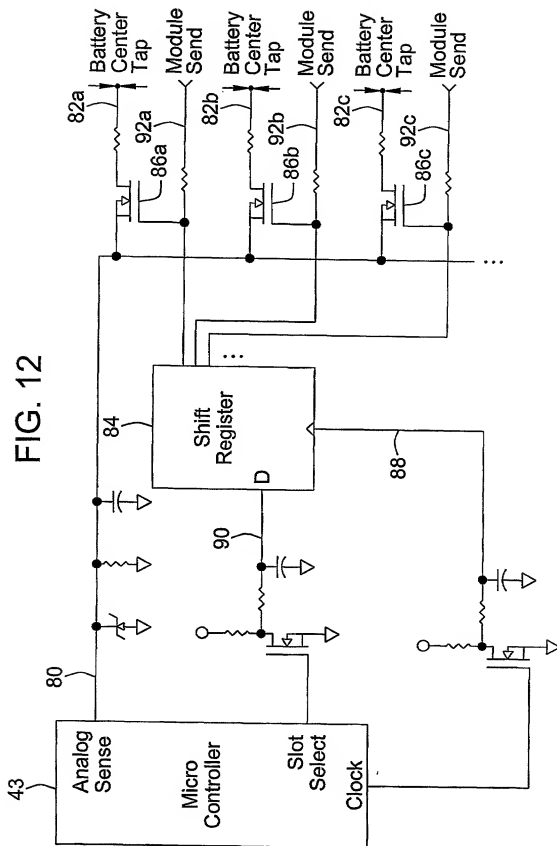 FIG. 12
43
80
Analog
Sense
Micro
Controller
Slot
Select
Clock
84
Shift
Register
D
90
88
...
82a
Battery
Center
Tap
86a
92a
Module
Send
82b
Battery
Center
Tap
86b
92b
Module
Send
82c
Battery
Center
Tap
86c
92c
Module
Send
...